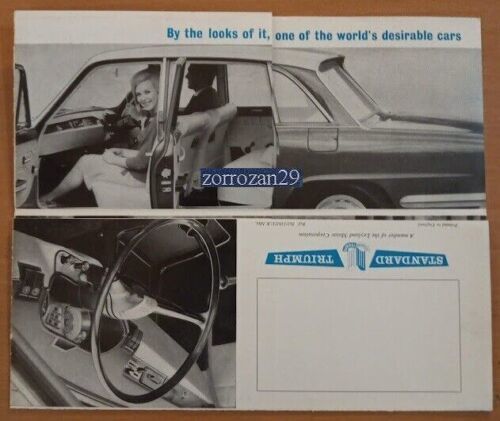 By the looks of it, one of the world's desirable cars
zorrozan29
Printed in England
A member of the Leyland Motor Corporation
STANDARD
TRIUMPH